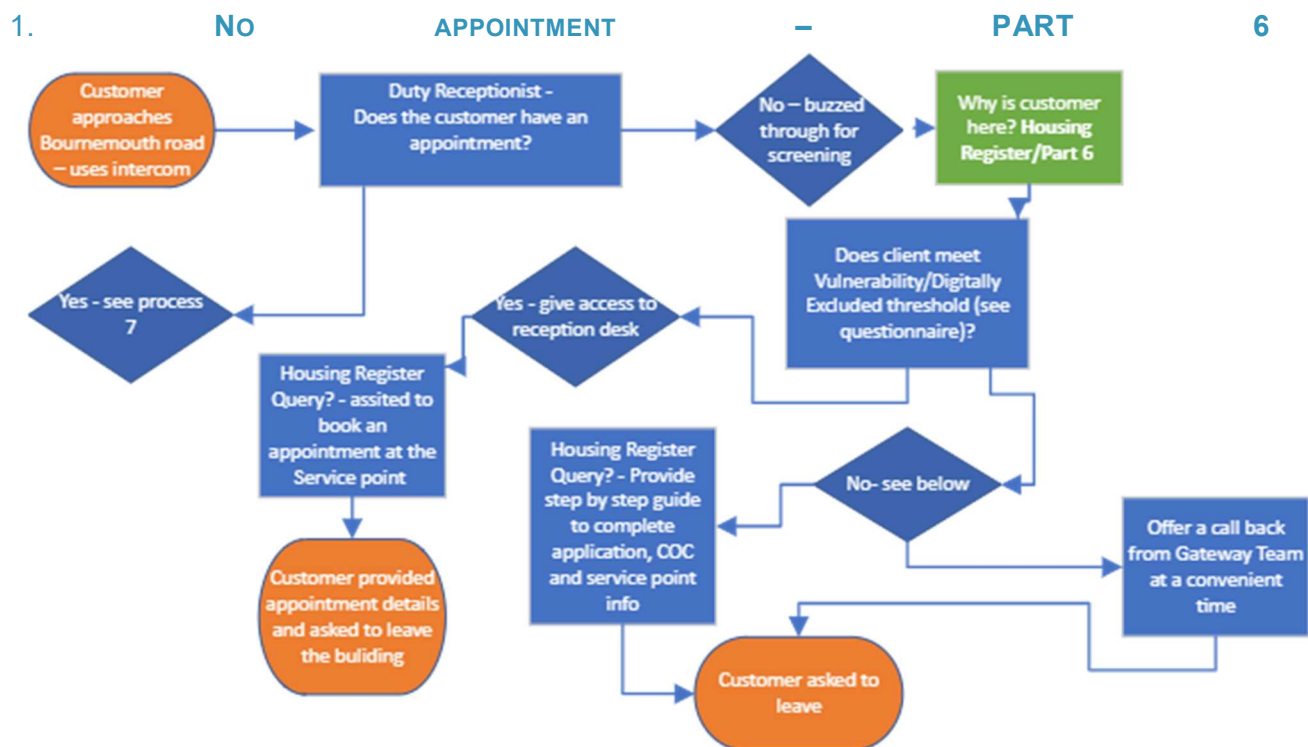 1. NO APPOINTMENT – PART 6
Customer
approaches
Bournemouth road
– uses intercom
Duty Receptionist -
Does the customer have an
appointment?
No – buzzed
through for
screening
Why is customer
here? Housing
Register/Part 6
Does client meet
Vulnerability/Digitally
Excluded threshold (see
questionnaire)?
Yes - see process
7
Yes - give access to
reception desk
Housing Register
Query? - assited to
book an
appointment at the
Service point
Housing Register
Query? - Provide
step by step guide
to complete
application, COC
and service point
info
No- see below
Offer a call back
from Gateway Team
at a convenient
time
Customer provided
appointment details
and asked to leave
the buliding
Customer asked to
leave